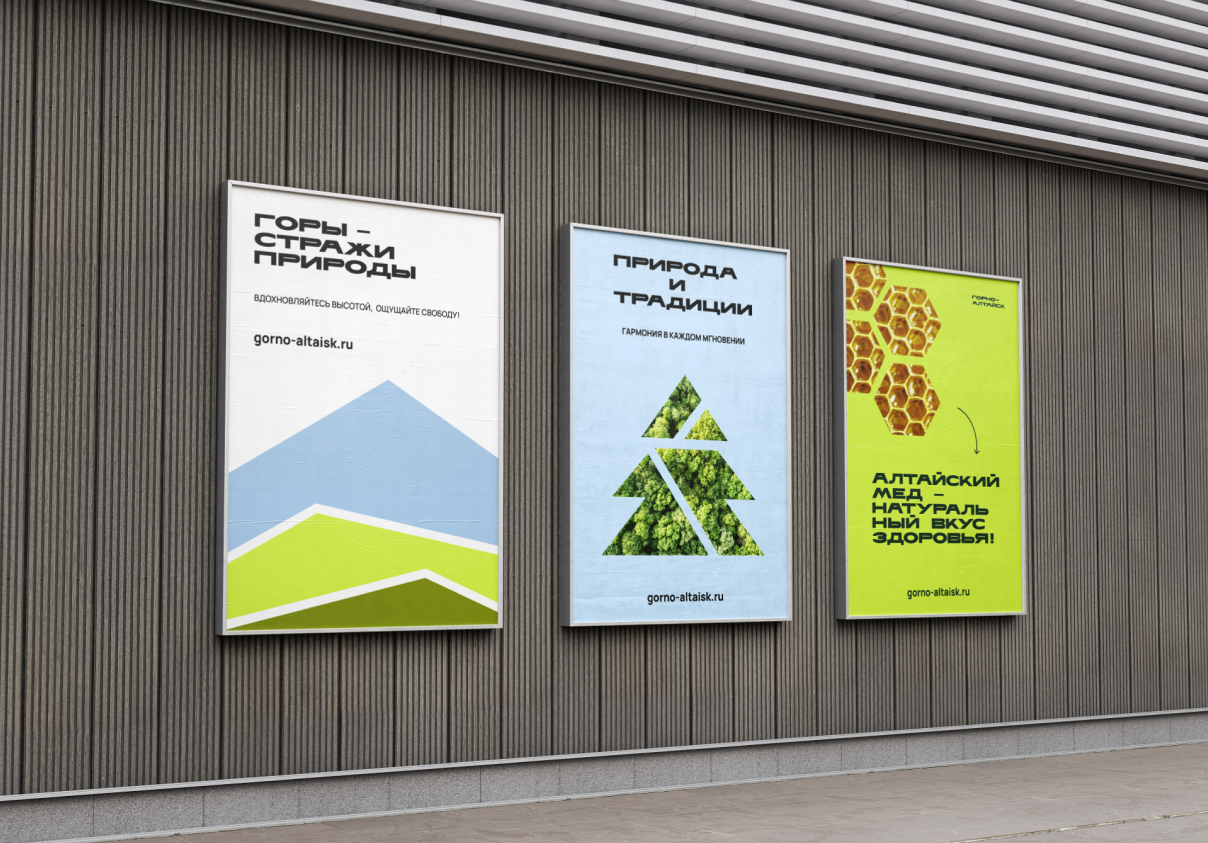 ГОРЫ –
СТРАЖИ
ПРИРОДЫ
ВДОХНОВЛЯЙТЕСЬ ВЫСОТОЙ, ОЩУЩАЙТЕ СВОБОДУ!
gorno-altaisk.ru
ПРИРОДА
И
ТРАДИЦИИ
ГАРМОНИЯ В КАЖДОМ МГНОВЕНИИ
gorno-altaisk.ru
ГОРНО-
АЛТАЙСК
АЛТАЙСКИЙ
МЕД –
НАТУРАЛЬ
НЫЙ ВКУС
ЗДОРОВЬЯ!
gorno-altaisk.ru